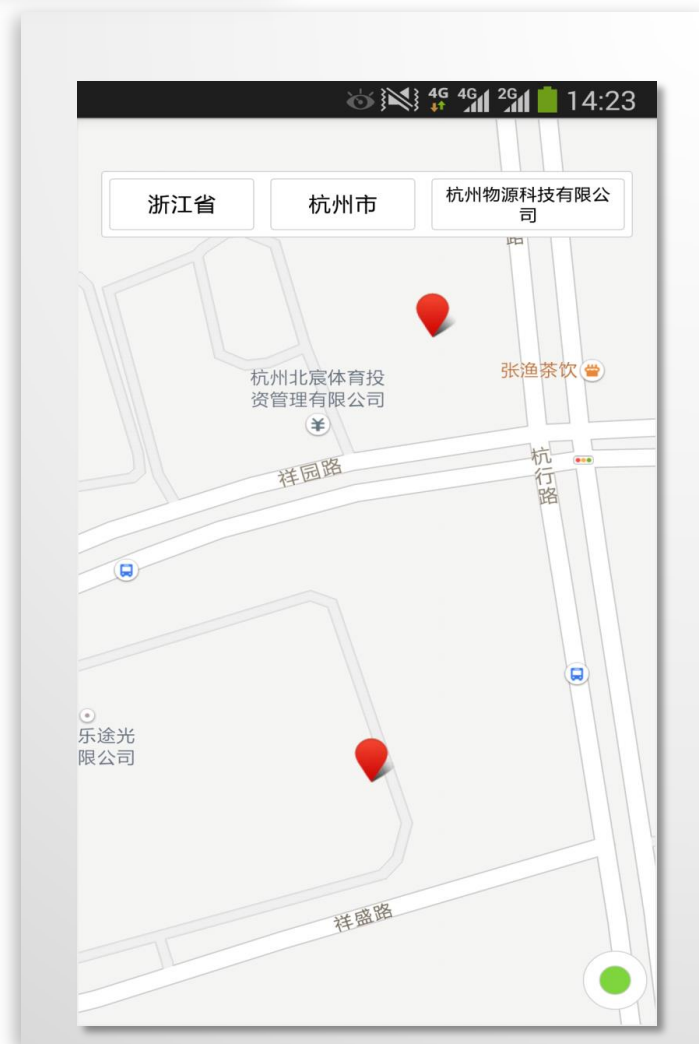 4G 4G 2G 14:23
浙江省
杭州市
杭州物源科技有限公
司
路
张渔茶饮
杭州北宸体育投
资管理有限公司
祥园路
杭行路
乐途光
限公司
祥盛路